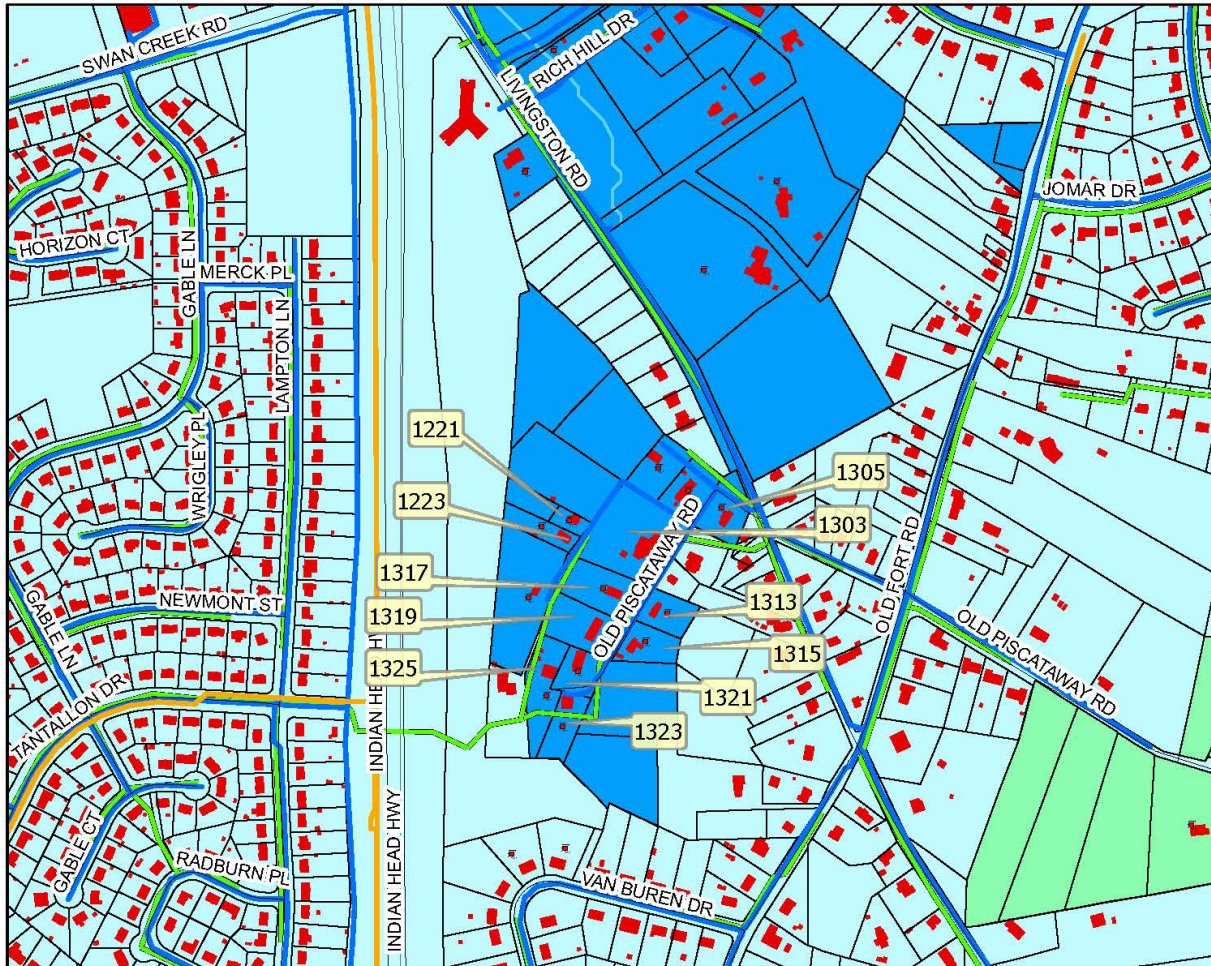 SWAN CREEK RD
RICH HILL DR
LIVINGSTON RD
JOMAR DR
HORIZON CT
GABLE LN
MERCK PL
LAMPTON LN
WRIGLEY PL
1221
1305
1223
1303
OLD PISCATAWAY RD
OLD FORT RD
1317
NEWMONT ST
1313
GABLE LN
1319
INDIAN HEAD HWY
1315
OLD PISCATAWAY RD
1325
1321
TANTALLON DR
1323
GABLE CT
INDIAN HEAD HWY
RADBURN PL
VAN BUREN DR